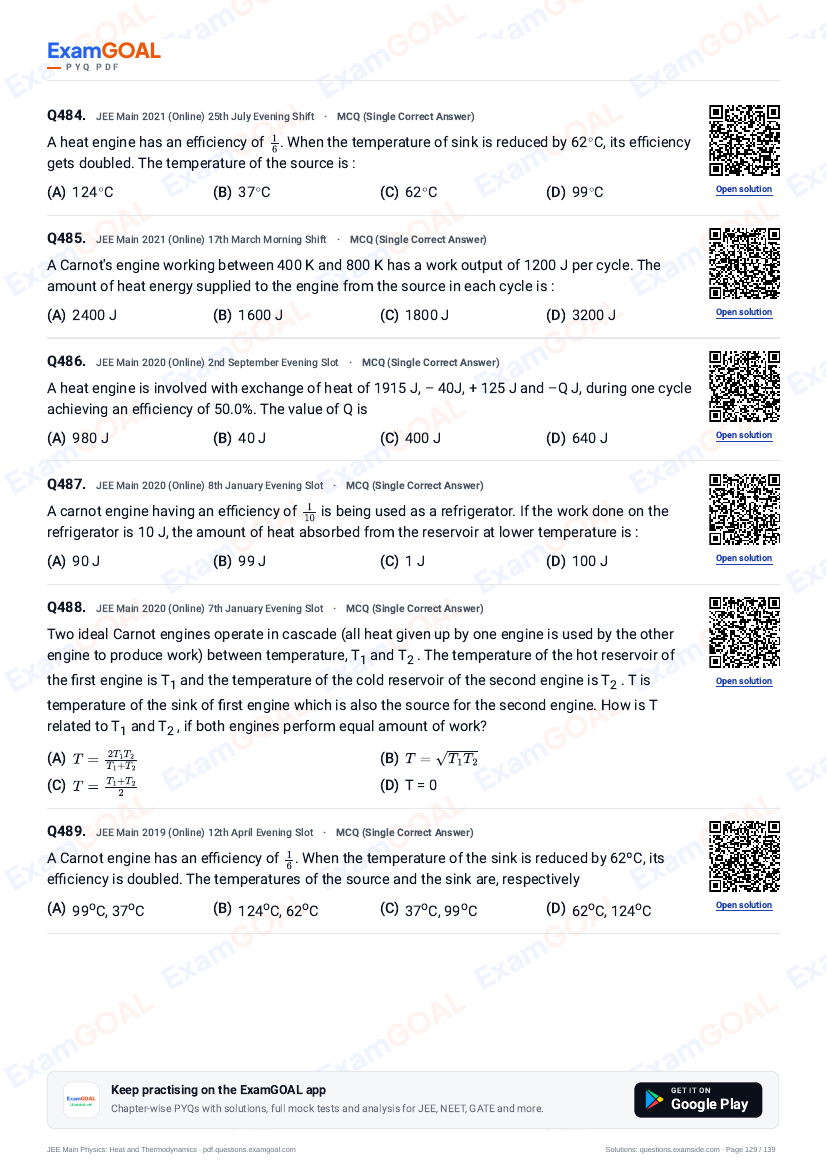 ExamGOAL
PYQ PDF
Q484. JEE Main 2021 (Online) 25th July Evening Shift · MCQ (Single Correct Answer)
A heat engine has an efficiency of 1/6. When the temperature of sink is reduced by 62°C, its efficiency
gets doubled. The temperature of the source is :
(A) 124°C (B) 37°C (C) 62°C (D) 99°C
Open solution
Q485. JEE Main 2021 (Online) 17th March Morning Shift · MCQ (Single Correct Answer)
A Carnot's engine working between 400 K and 800 K has a work output of 1200 J per cycle. The
amount of heat energy supplied to the engine from the source in each cycle is :
(A) 2400 J (B) 1600 J (C) 1800 J (D) 3200 J
Open solution
Q486. JEE Main 2020 (Online) 2nd September Evening Slot · MCQ (Single Correct Answer)
A heat engine is involved with exchange of heat of 1915 J, − 40J, + 125 J and −Q J, during one cycle
achieving an efficiency of 50.0%. The value of Q is
(A) 980 J (B) 40 J (C) 400 J (D) 640 J
Open solution
Q487. JEE Main 2020 (Online) 8th January Evening Slot · MCQ (Single Correct Answer)
A carnot engine having an efficiency of 1/10 is being used as a refrigerator. If the work done on the
refrigerator is 10 J, the amount of heat absorbed from the reservoir at lower temperature is :
(A) 90 J (B) 99 J (C) 1 J (D) 100 J
Open solution
Q488. JEE Main 2020 (Online) 7th January Evening Slot · MCQ (Single Correct Answer)
Two ideal Carnot engines operate in cascade (all heat given up by one engine is used by the other
engine to produce work) between temperature, T₁ and T₂ . The temperature of the hot reservoir of
the first engine is T₁ and the temperature of the cold reservoir of the second engine is T₂ . T is
temperature of the sink of first engine which is also the source for the second engine. How is T
related to T₁ and T₂ , if both engines perform equal amount of work?
(A) T = 2T₁T₂/(T₁+T₂) (B) T = √(T₁T₂)
(C) T = (T₁+T₂)/2 (D) T = 0
Open solution
Q489. JEE Main 2019 (Online) 12th April Evening Slot · MCQ (Single Correct Answer)
A Carnot engine has an efficiency of 1/6. When the temperature of the sink is reduced by 62ºC, its
efficiency is doubled. The temperatures of the source and the sink are, respectively
(A) 99ºC, 37ºC (B) 124ºC, 62ºC (C) 37ºC, 99ºC (D) 62ºC, 124ºC
Open solution
Keep practising on the ExamGOAL app
Chapter-wise PYQs with solutions, full mock tests and analysis for JEE, NEET, GATE and more.
ExamGOAL
GET IT ON
Google Play
JEE Main Physics: Heat and Thermodynamics · pdf.questions.examgoal.com
Solutions: questions.examside.com · Page 129 / 139